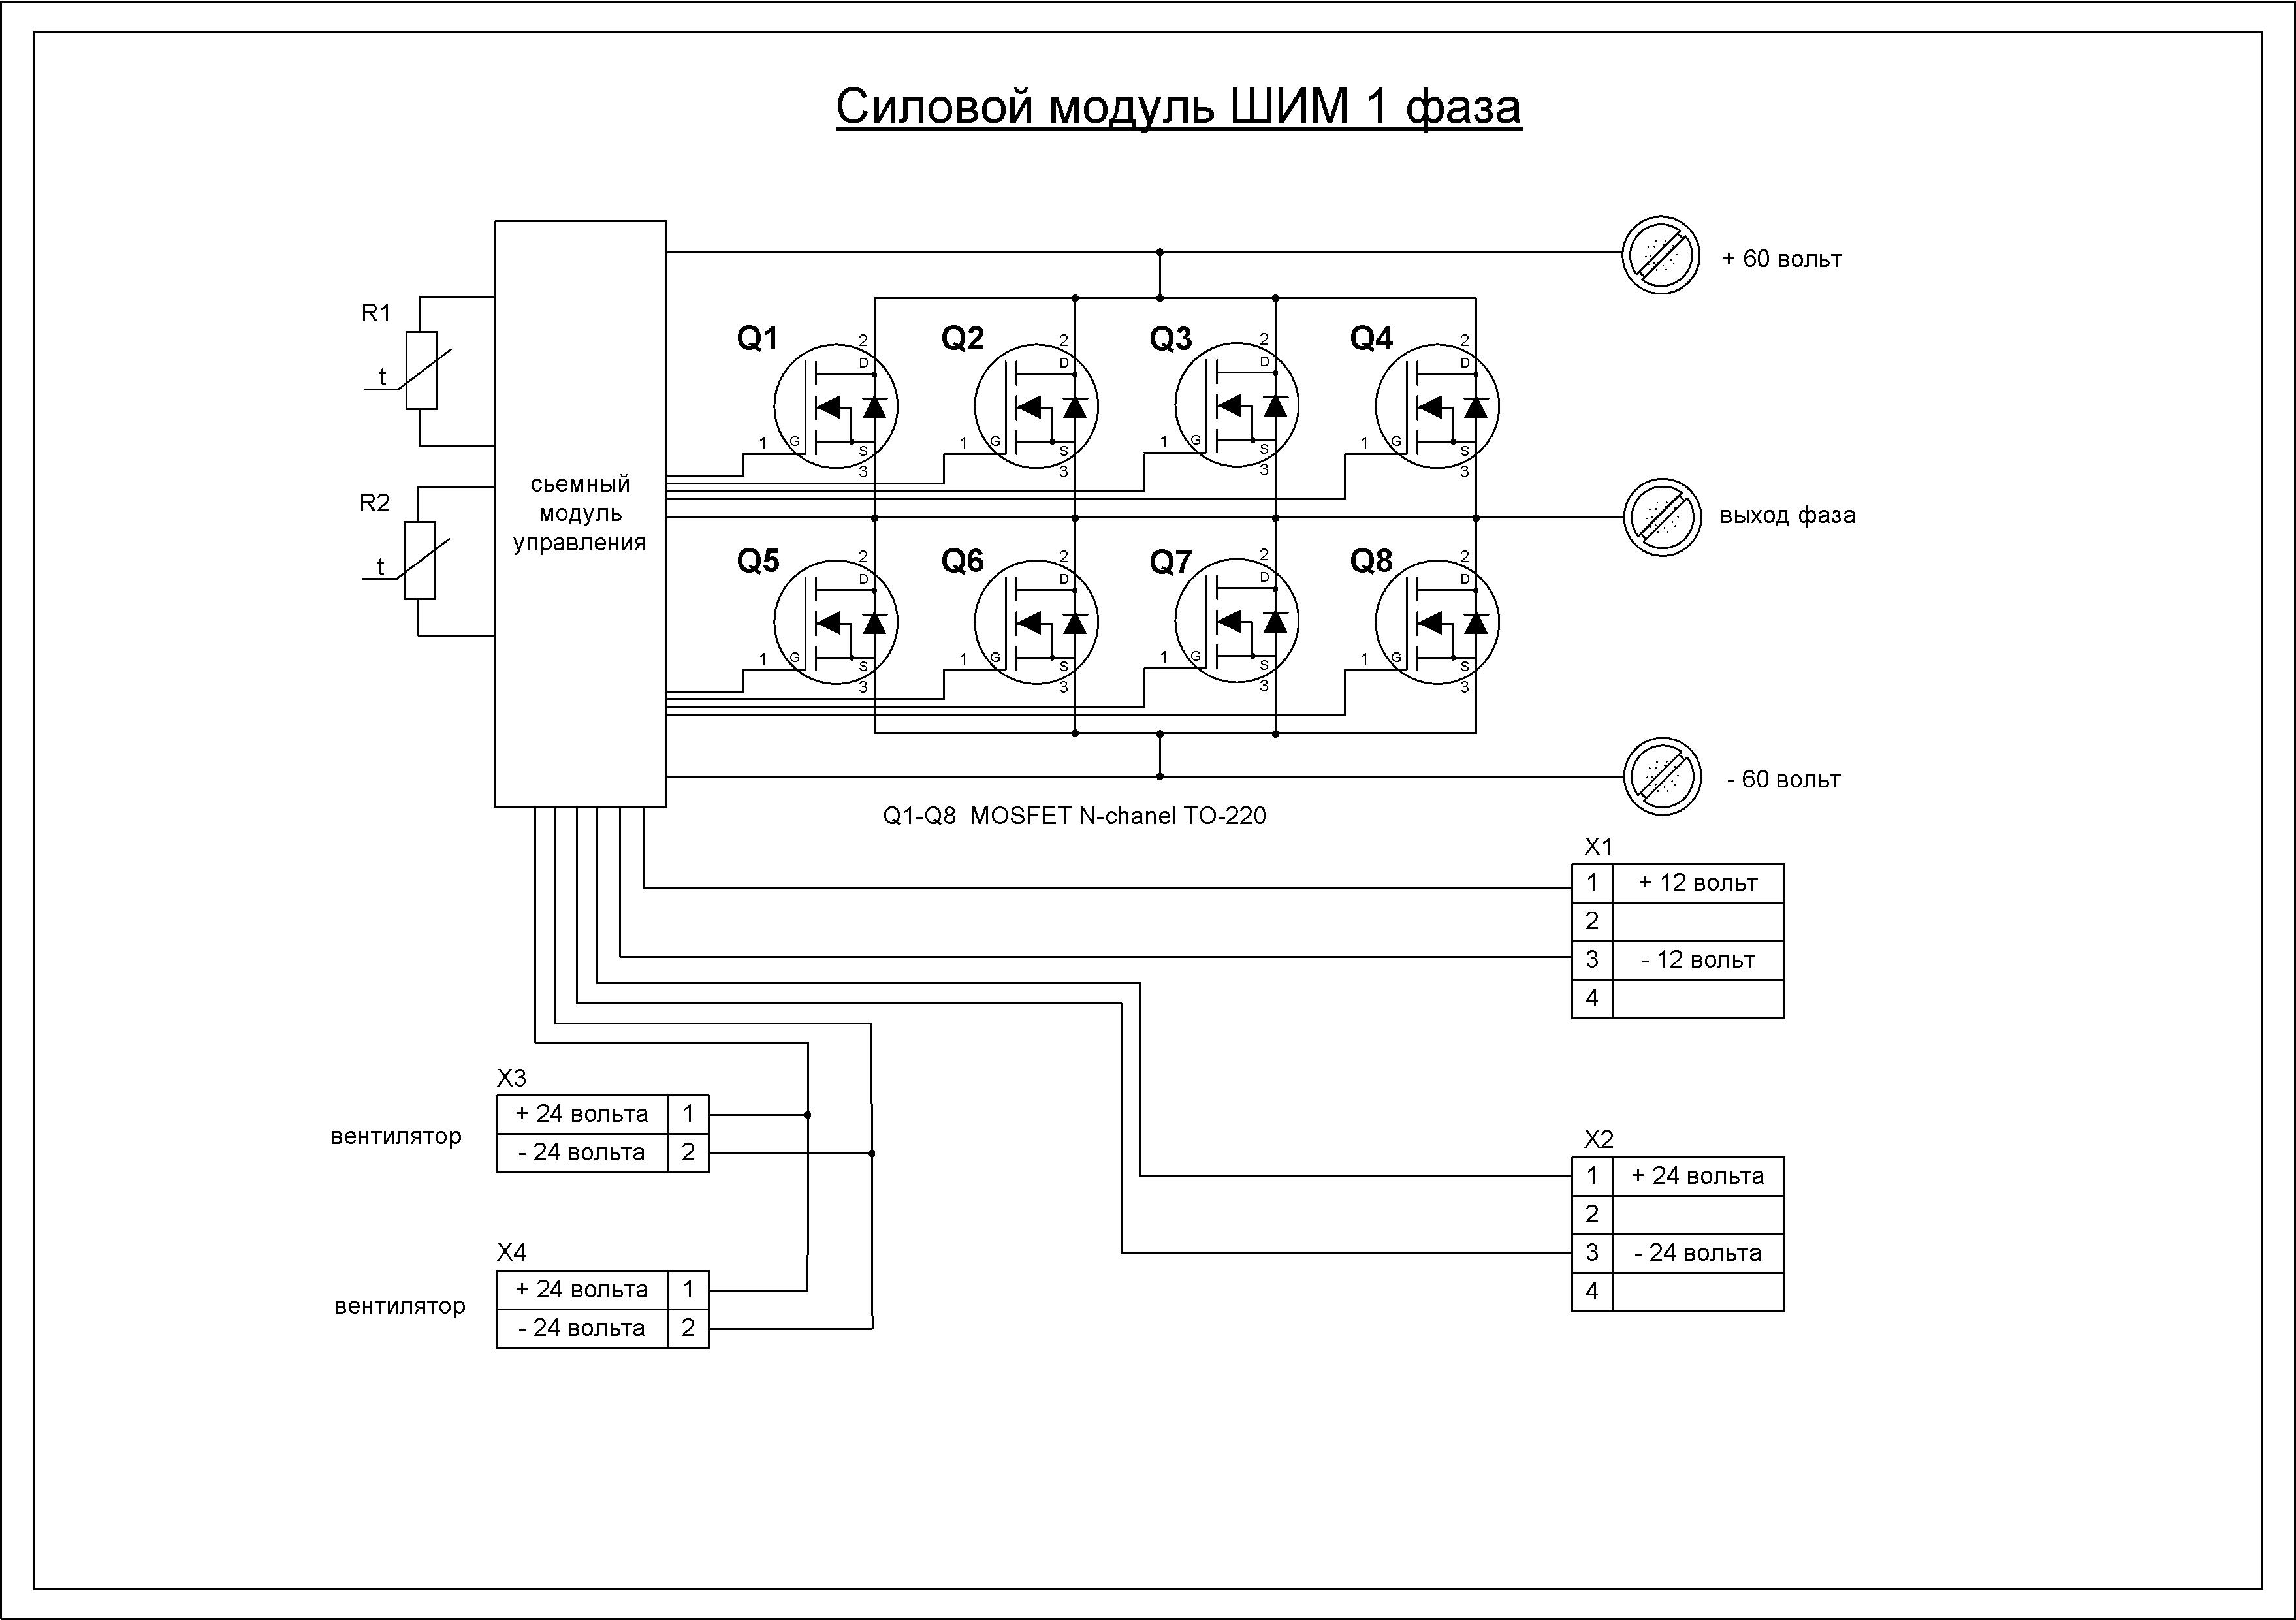 Силовой модуль ШИМ 1 фаза
+ 60 вольт
R1
t
R2
t
сьемный
модуль
управления
Q1
2
D
1
G
S
3
Q2
2
D
1
G
S
3
Q3
2
D
1
G
S
3
Q4
2
D
1
G
S
3
выход фаза
Q5
2
D
1
G
S
3
Q6
2
D
1
G
S
3
Q7
2
D
1
G
S
3
Q8
2
D
1
G
S
3
- 60 вольт
Q1-Q8 MOSFET N-chanel TO-220
X1
1 + 12 вольт
2
3 - 12 вольт
4
X3
вентилятор
+ 24 вольта 1
- 24 вольта 2
X2
1 + 24 вольта
2
3 - 24 вольта
4
X4
вентилятор
+ 24 вольта 1
- 24 вольта 2